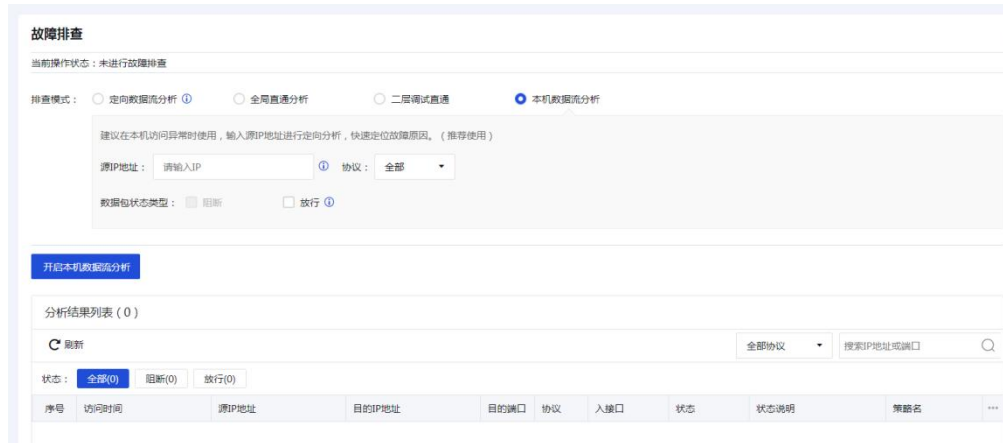 故障排查
当前操作状态：未进行故障排查
排查模式： 定向数据流分析 全局直通分析 二层调试直通 本机数据流分析
建议在本机访问异常时使用，输入源IP地址进行定向分析，快速定位故障原因。（推荐使用）
源IP地址： 请输入IP 协议： 全部
数据包状态类型： 阻断 放行
开启本机数据流分析
分析结果列表（0）
刷新 全部协议 搜索IP地址或端口
状态： 全部(0) 阻断(0) 放行(0)
序号 访问时间 源IP地址 目的IP地址 目的端口 协议 入接口 状态 状态说明 策略名